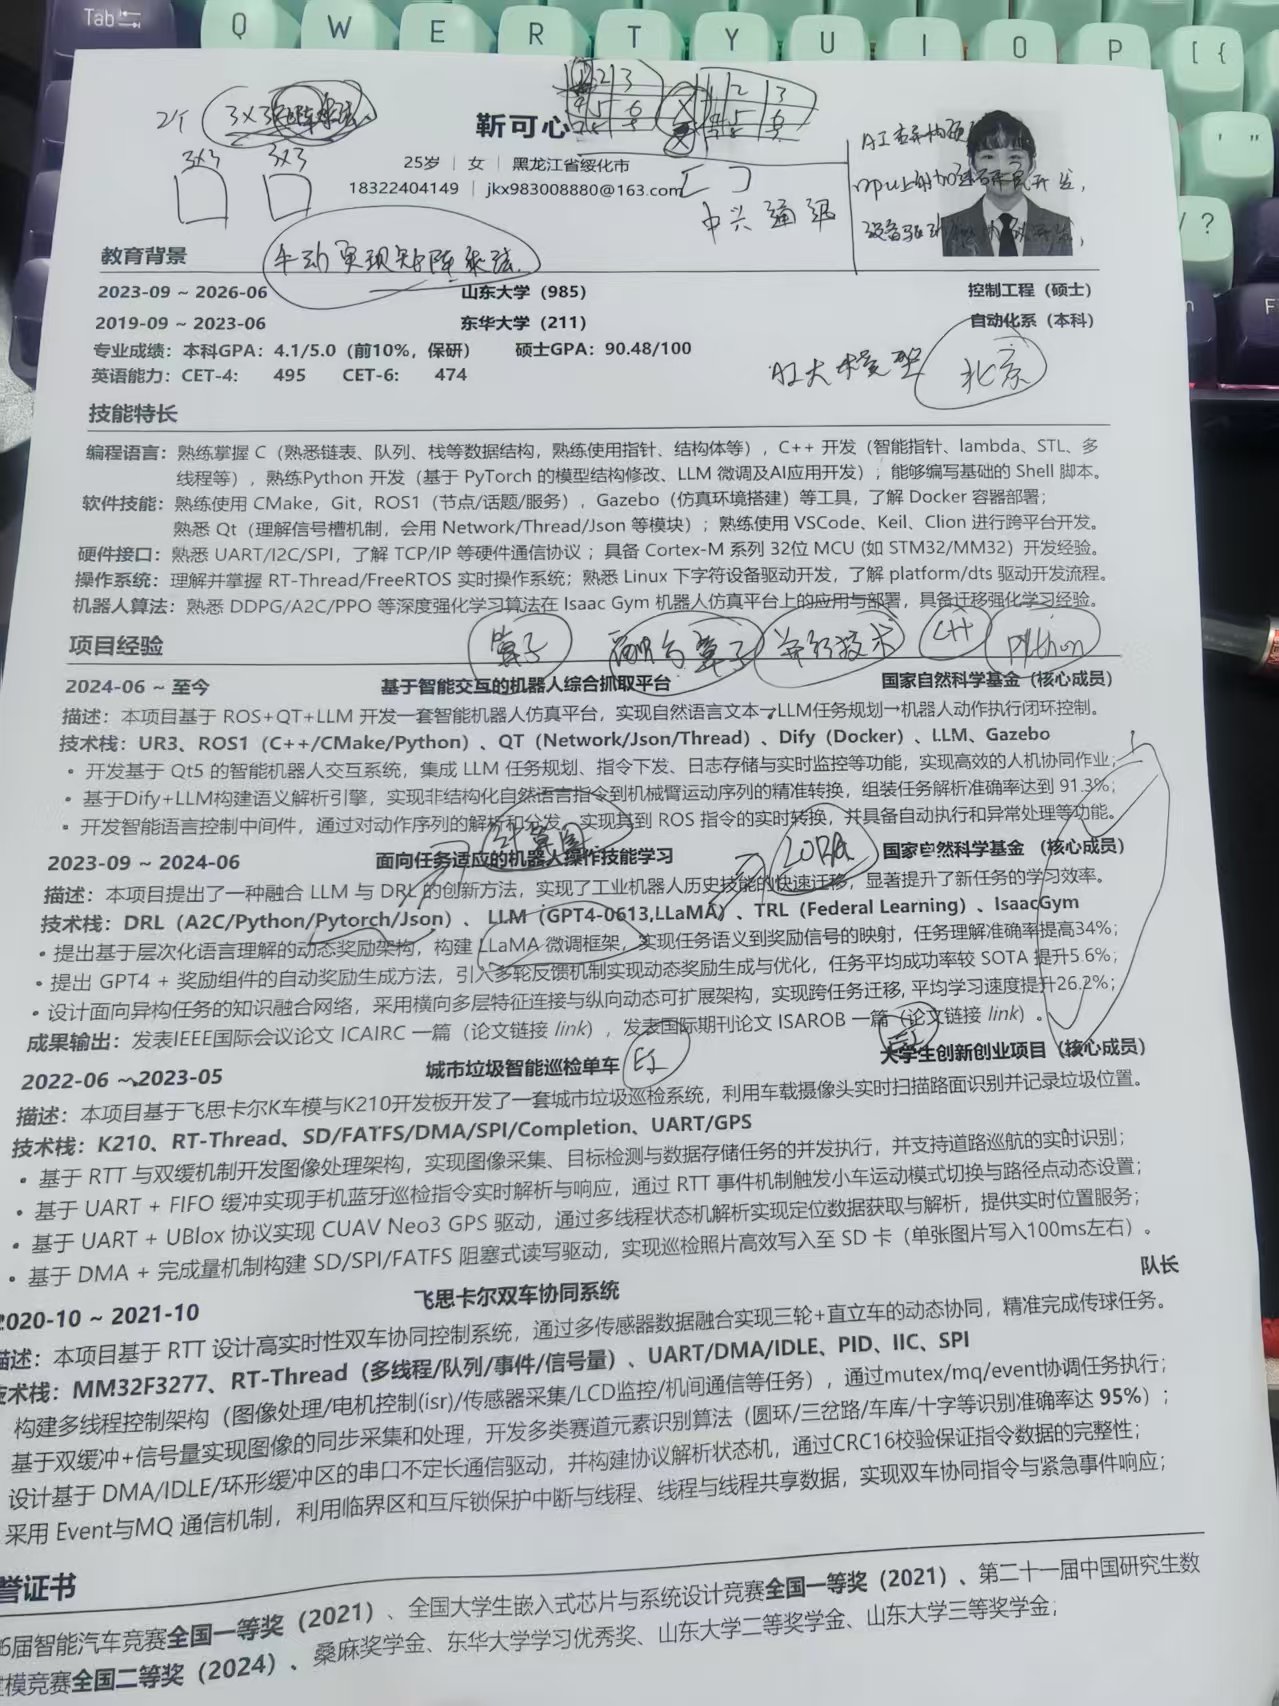 Tab
Q W E R T Y U I O P [ {
' "
/ ?
2个
3×3
3×3 3×3
1 2 3
靳可心
25岁 | 女 | 黑龙江省绥化市
18322404149 | jkx983008880@163.com
中兴通讯
手动实现矩阵乘法
教育背景
2023-09 ~ 2026-06 山东大学（985） 控制工程（硕士）
2019-09 ~ 2023-06 东华大学（211） 自动化系（本科）
专业成绩：本科GPA：4.1/5.0（前10%，保研） 硕士GPA：90.48/100
英语能力：CET-4: 495 CET-6: 474
AI大模型 北京
技能特长
编程语言：熟练掌握 C（熟悉链表、队列、栈等数据结构，熟练使用指针、结构体等），C++ 开发（智能指针、lambda、STL、多
线程等），熟练Python 开发（基于 PyTorch 的模型结构修改、LLM 微调及AI应用开发）；能够编写基础的 Shell 脚本。
软件技能：熟练使用 CMake，Git，ROS1（节点/话题/服务），Gazebo（仿真环境搭建）等工具，了解 Docker 容器部署；
熟悉 Qt（理解信号槽机制，会用 Network/Thread/Json 等模块）；熟练使用 VSCode、Keil、Clion 进行跨平台开发。
硬件接口：熟悉 UART/I2C/SPI，了解 TCP/IP 等硬件通信协议；具备 Cortex-M 系列 32位 MCU (如 STM32/MM32）开发经验。
操作系统：理解并掌握 RT-Thread/FreeRTOS 实时操作系统；熟悉 Linux 下字符设备驱动开发，了解 platform/dts 驱动开发流程。
机器人算法：熟悉 DDPG/A2C/PPO 等深度强化学习算法在 Isaac Gym 机器人仿真平台上的应用与部署，具备迁移强化学习经验。
算子 融合算子 并行技术 C++ Python
项目经验
2024-06 ~ 至今 基于智能交互的机器人综合抓取平台 国家自然科学基金（核心成员）
描述：本项目基于 ROS+QT+LLM 开发一套智能机器人仿真平台，实现自然语言文本→LLM任务规划→机器人动作执行闭环控制。
技术栈：UR3、ROS1（C++/CMake/Python）、QT（Network/Json/Thread）、Dify（Docker）、LLM、Gazebo
• 开发基于 Qt5 的智能机器人交互系统，集成 LLM 任务规划、指令下发、日志存储与实时监控等功能，实现高效的人机协同作业；
• 基于Dify+LLM构建语义解析引擎，实现非结构化自然语言指令到机械臂运动序列的精准转换，组装任务解析准确率达到 91.3%；
• 开发智能语言控制中间件，通过对动作序列的解析和分发，实现其到 ROS 指令的实时转换，并具备自动执行和异常处理等功能。
计算图 LORA
2023-09 ~ 2024-06 面向任务适应的机器人操作技能学习 国家自然科学基金（核心成员）
描述：本项目提出了一种融合 LLM 与 DRL 的创新方法，实现了工业机器人历史技能的快速迁移，显著提升了新任务的学习效率。
技术栈：DRL（A2C/Python/Pytorch/Json）、LLM（GPT4-0613,LLaMA）、TRL（Federal Learning）、IsaacGym
• 提出基于层次化语言理解的动态奖励架构，构建 LLaMA 微调框架，实现任务语义到奖励信号的映射，任务理解准确率提高34%；
• 提出 GPT4 + 奖励组件的自动奖励生成方法，引入多轮反馈机制实现动态奖励生成与优化，任务平均成功率较 SOTA 提升5.6%；
• 设计面向异构任务的知识融合网络，采用横向多层特征连接与纵向动态可扩展架构，实现跨任务迁移, 平均学习速度提升26.2%；
成果输出：发表IEEE国际会议论文 ICAIRC 一篇（论文链接 link），发表国际期刊论文 ISAROB 一篇（论文链接 link）。
2022-06 ~ 2023-05 城市垃圾智能巡检单车 EI 大学生创新创业项目（核心成员）
描述：本项目基于飞思卡尔K车模与K210开发板开发了一套城市垃圾巡检系统，利用车载摄像头实时扫描路面识别并记录垃圾位置。
技术栈：K210、RT-Thread、SD/FATFS/DMA/SPI/Completion、UART/GPS
• 基于 RTT 与双缓机制开发图像处理架构，实现图像采集、目标检测与数据存储任务的并发执行，并支持道路巡航的实时识别；
• 基于 UART + FIFO 缓冲实现手机蓝牙巡检指令实时解析与响应，通过 RTT 事件机制触发小车运动模式切换与路径点动态设置；
• 基于 UART + UBlox 协议实现 CUAV Neo3 GPS 驱动，通过多线程状态机解析实现定位数据获取与解析，提供实时位置服务；
• 基于 DMA + 完成量机制构建 SD/SPI/FATFS 阻塞式读写驱动，实现巡检照片高效写入至 SD 卡（单张图片写入100ms左右）。
2020-10 ~ 2021-10 飞思卡尔双车协同系统 队长
描述：本项目基于 RTT 设计高实时性双车协同控制系统，通过多传感器数据融合实现三轮+直立车的动态协同，精准完成传球任务。
技术栈：MM32F3277、RT-Thread（多线程/队列/事件/信号量）、UART/DMA/IDLE、PID、IIC、SPI
构建多线程控制架构（图像处理/电机控制(isr)/传感器采集/LCD监控/机间通信等任务），通过mutex/mq/event协调任务执行；
基于双缓冲+信号量实现图像的同步采集和处理，开发多类赛道元素识别算法（圆环/三岔路/车库/十字等识别准确率达 95%）；
设计基于 DMA/IDLE/环形缓冲区的串口不定长通信驱动，并构建协议解析状态机，通过CRC16校验保证指令数据的完整性；
采用 Event与MQ 通信机制，利用临界区和互斥锁保护中断与线程、线程与线程共享数据，实现双车协同指令与紧急事件响应；
誉证书
届智能汽车竞赛全国一等奖（2021）、全国大学生嵌入式芯片与系统设计竞赛全国一等奖（2021）、第二十一届中国研究生数
模竞赛全国二等奖（2024）、桑麻奖学金、东华大学学习优秀奖、山东大学二等奖学金、山东大学三等奖学金；